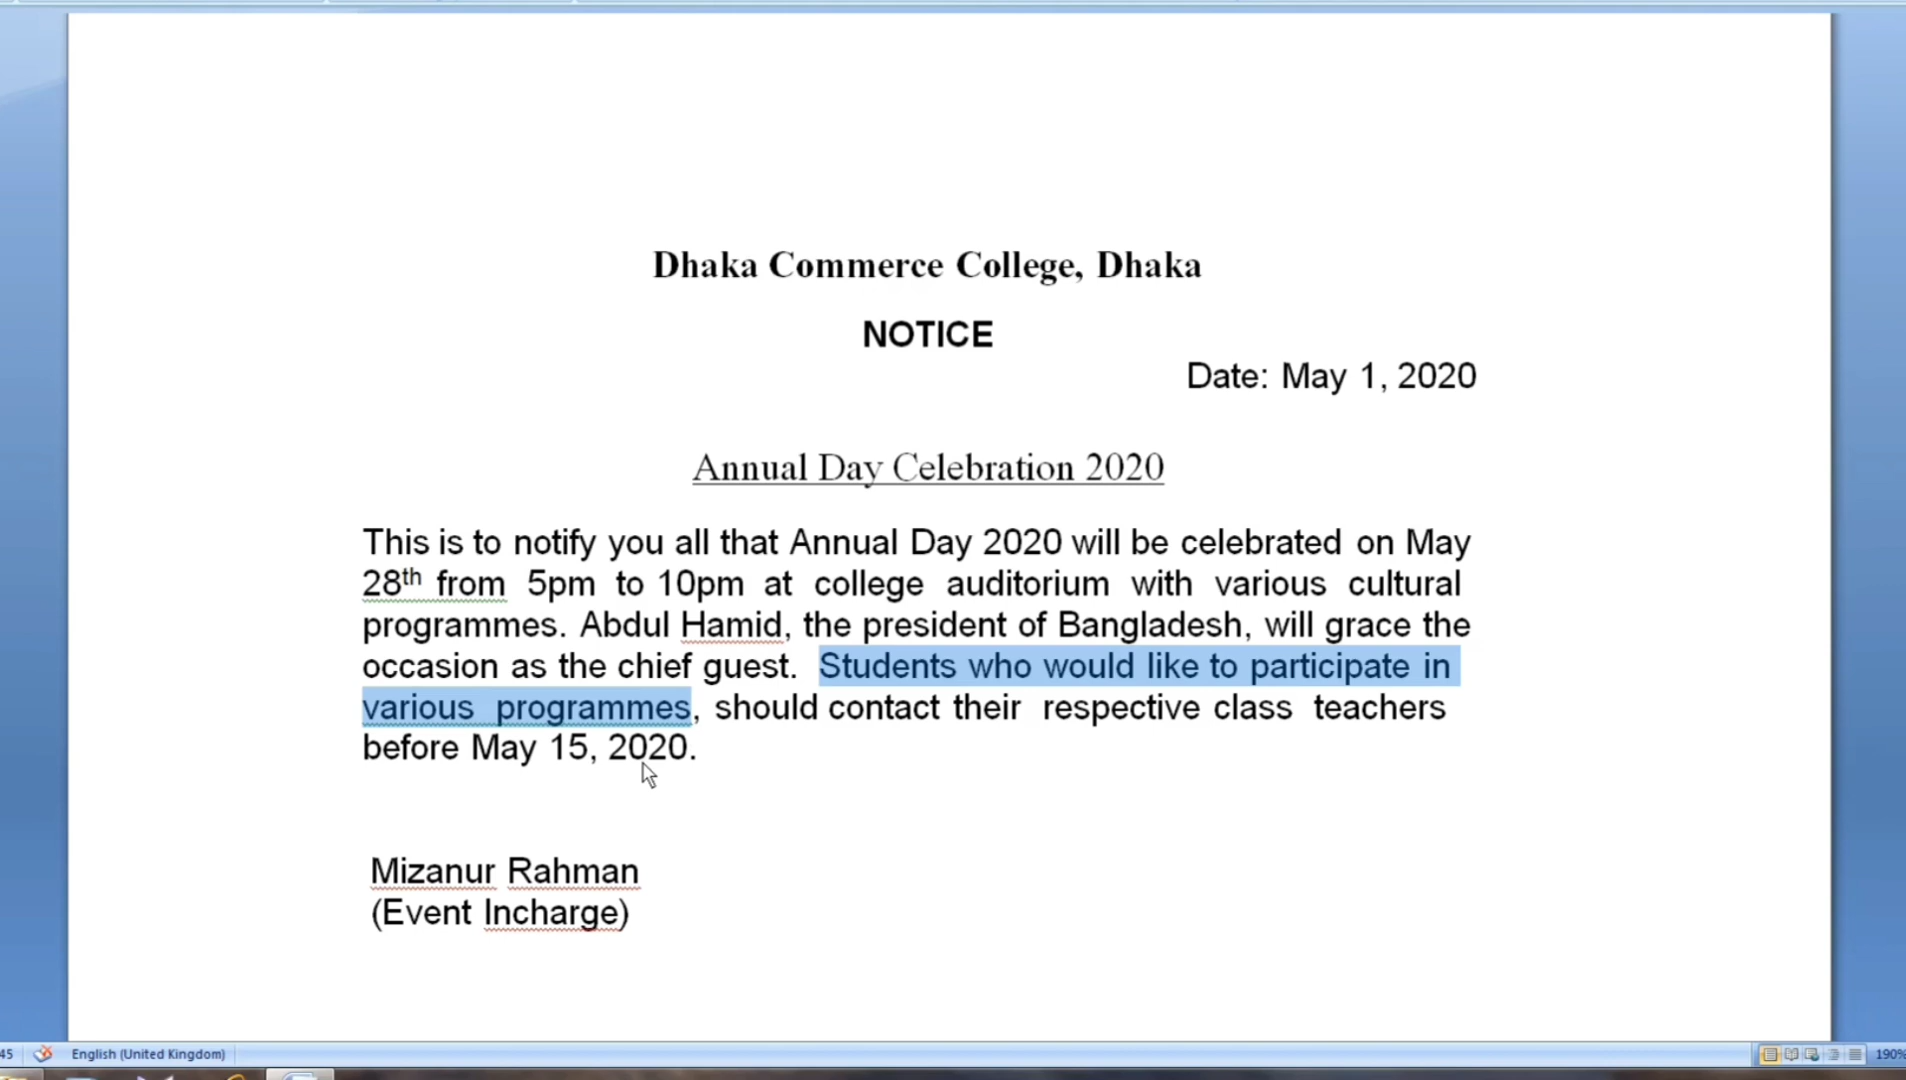 Dhaka Commerce College, Dhaka
NOTICE
Date: May 1, 2020
Annual Day Celebration 2020
This is to notify you all that Annual Day 2020 will be celebrated on May
28th from 5pm to 10pm at college auditorium with various cultural
programmes. Abdul Hamid, the president of Bangladesh, will grace the
occasion as the chief guest. Students who would like to participate in
various programmes, should contact their respective class teachers
before May 15, 2020.
Mizanur Rahman
(Event Incharge)
45 English (United Kingdom) 190%